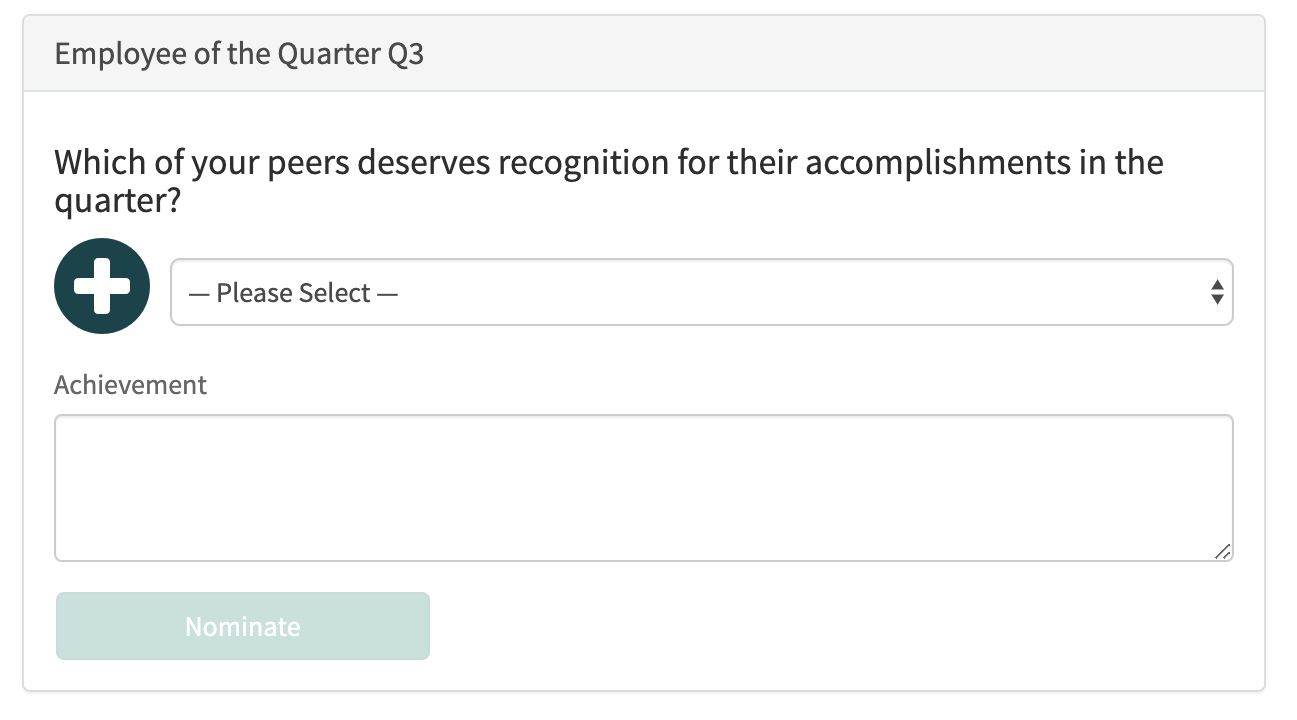 Employee of the Quarter Q3
Which of your peers deserves recognition for their accomplishments in the
quarter?
— Please Select —
Achievement
Nominate